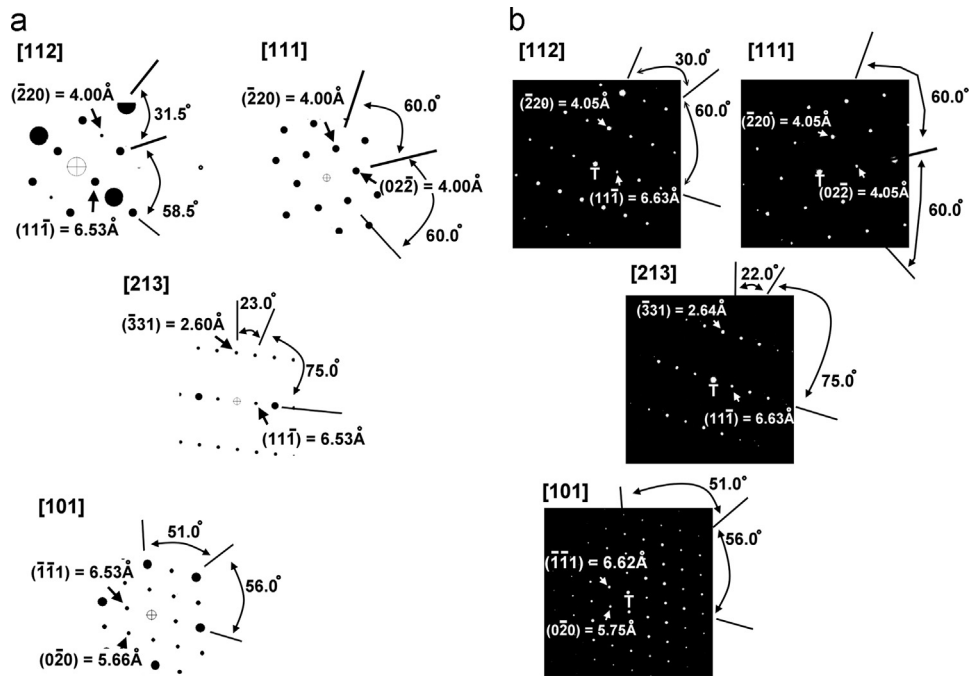 a
[112]
(2̄20) = 4.00Å
31.5°
58.5°
(111̄) = 6.53Å
[111]
(2̄20) = 4.00Å
60.0°
(022̄) = 4.00Å
60.0°
[213]
23.0°
(3̄31) = 2.60Å
75.0°
(111̄) = 6.53Å
[101]
51.0°
(1̄1̄1) = 6.53Å
56.0°
(02̄0) = 5.66Å
b
[112]
30.0°
(2̄20) = 4.05Å
60.0°
T
(111̄) = 6.63Å
[111]
60.0°
(2̄20) = 4.05Å
T
(022̄) = 4.05Å
60.0°
[213]
22.0°
(3̄31) = 2.64Å
75.0°
T
(111̄) = 6.63Å
[101]
51.0°
(1̄1̄1) = 6.62Å
56.0°
T
(02̄0) = 5.75Å